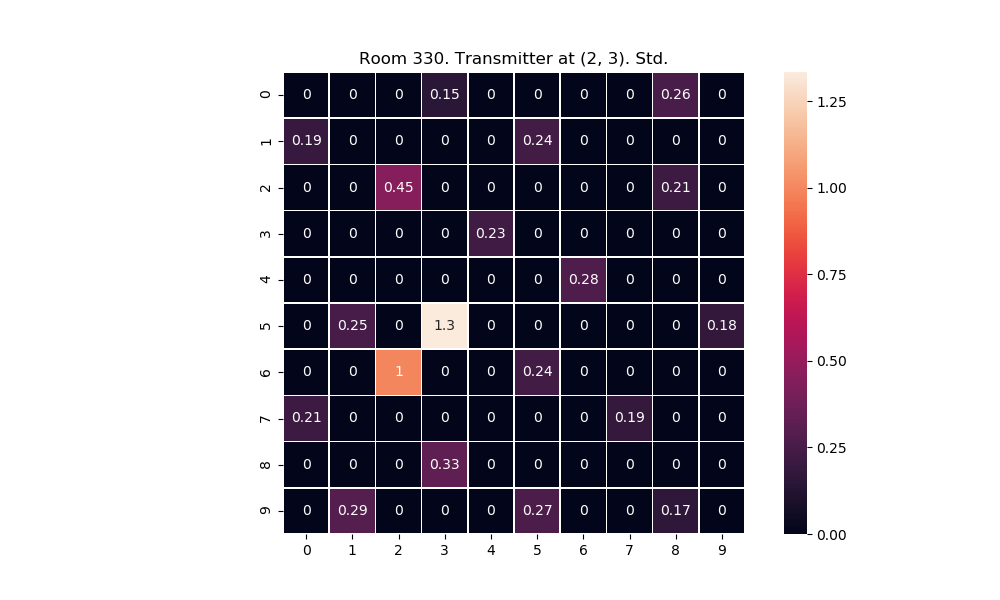 Room 330. Transmitter at (2, 3). Std.
0 0 0 0 0.15 0 0 0 0 0.26 0
1 0.19 0 0 0 0 0.24 0 0 0 0
2 0 0 0.45 0 0 0 0 0 0.21 0
3 0 0 0 0 0.23 0 0 0 0 0
4 0 0 0 0 0 0 0.28 0 0 0
5 0 0.25 0 1.3 0 0 0 0 0 0.18
6 0 0 1 0 0 0.24 0 0 0 0
7 0.21 0 0 0 0 0 0 0.19 0 0
8 0 0 0 0.33 0 0 0 0 0 0
9 0 0.29 0 0 0 0.27 0 0 0.17 0
0 1 2 3 4 5 6 7 8 9
1.25
1.00
0.75
0.50
0.25
0.00